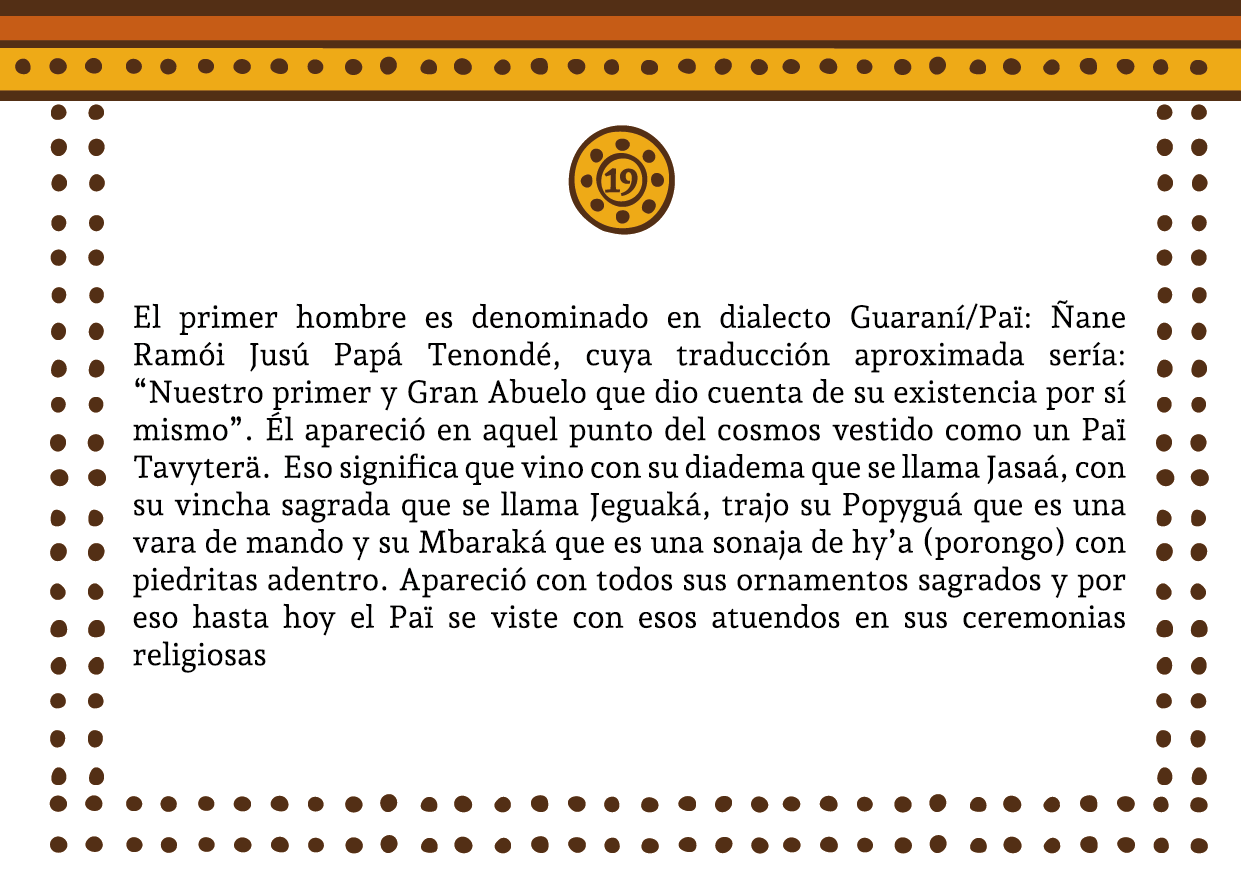 19
El primer hombre es denominado en dialecto Guaraní/Paï: Ñane
Ramói Jusú Papá Tenondé, cuya traducción aproximada sería:
“Nuestro primer y Gran Abuelo que dio cuenta de su existencia por sí
mismo”. Él apareció en aquel punto del cosmos vestido como un Paï
Tavyterä. Eso significa que vino con su diadema que se llama Jasaá, con
su vincha sagrada que se llama Jeguaká, trajo su Popyguá que es una
vara de mando y su Mbaraká que es una sonaja de hy’a (porongo) con
piedritas adentro. Apareció con todos sus ornamentos sagrados y por
eso hasta hoy el Paï se viste con esos atuendos en sus ceremonias
religiosas